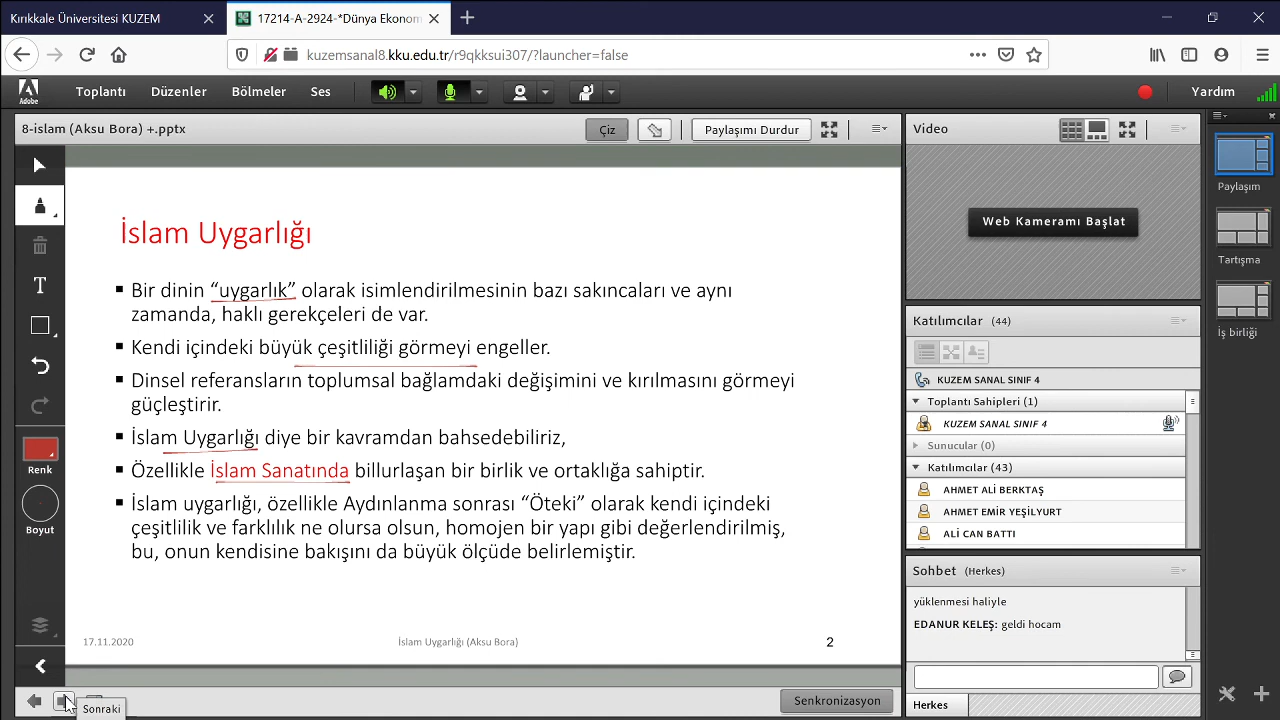 Kırıkkale Üniversitesi KUZEM
17214-A-2924-*Dünya Ekonom
kuzemsanal8.kku.edu.tr/r9qkksui307/?launcher=false
Adobe
Toplantı
Düzenler
Bölmeler
Ses
Yardım
8-islam (Aksu Bora) +.pptx
Çiz
Paylaşımı Durdur
İslam Uygarlığı
Bir dinin “uygarlık” olarak isimlendirilmesinin bazı sakıncaları ve aynı
zamanda, haklı gerekçeleri de var.
Kendi içindeki büyük çeşitliliği görmeyi engeller.
Dinsel referansların toplumsal bağlamdaki değişimini ve kırılmasını görmeyi
güçleştirir.
İslam Uygarlığı diye bir kavramdan bahsedebiliriz,
Özellikle İslam Sanatında billurlaşan bir birlik ve ortaklığa sahiptir.
İslam uygarlığı, özellikle Aydınlanma sonrası “Öteki” olarak kendi içindeki
çeşitlilik ve farklılık ne olursa olsun, homojen bir yapı gibi değerlendirilmiş,
bu, onun kendisine bakışını da büyük ölçüde belirlemiştir.
17.11.2020
İslam Uygarlığı (Aksu Bora)
2
T
Renk
Boyut
Sonraki
Senkronizasyon
Video
Web Kameramı Başlat
Katılımcılar (44)
KUZEM SANAL SINIF 4
Toplantı Sahipleri (1)
KUZEM SANAL SINIF 4
Sunucular (0)
Katılımcılar (43)
AHMET ALİ BERKTAŞ
AHMET EMİR YEŞİLYURT
ALİ CAN BATTI
Sohbet (Herkes)
yüklenmesi haliyle
EDANUR KELEŞ: geldi hocam
Herkes
Paylaşım
Tartışma
İş birliği